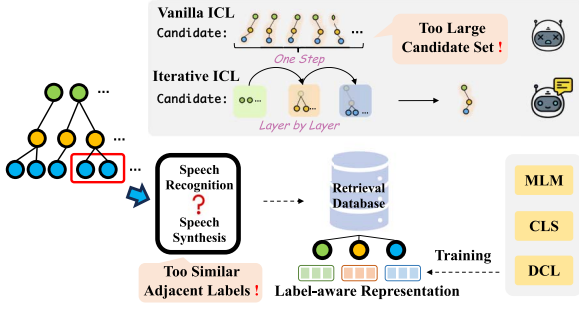 Vanilla ICL
Candidate:
...
One Step
Too Large
Candidate Set !
Iterative ICL
Candidate:
...
...
...
Layer by Layer
...
...
...
Speech
Recognition
?
Speech
Synthesis
Too Similar
Adjacent Labels !
Retrieval
Database
Label-aware Representation
Training
MLM
CLS
DCL